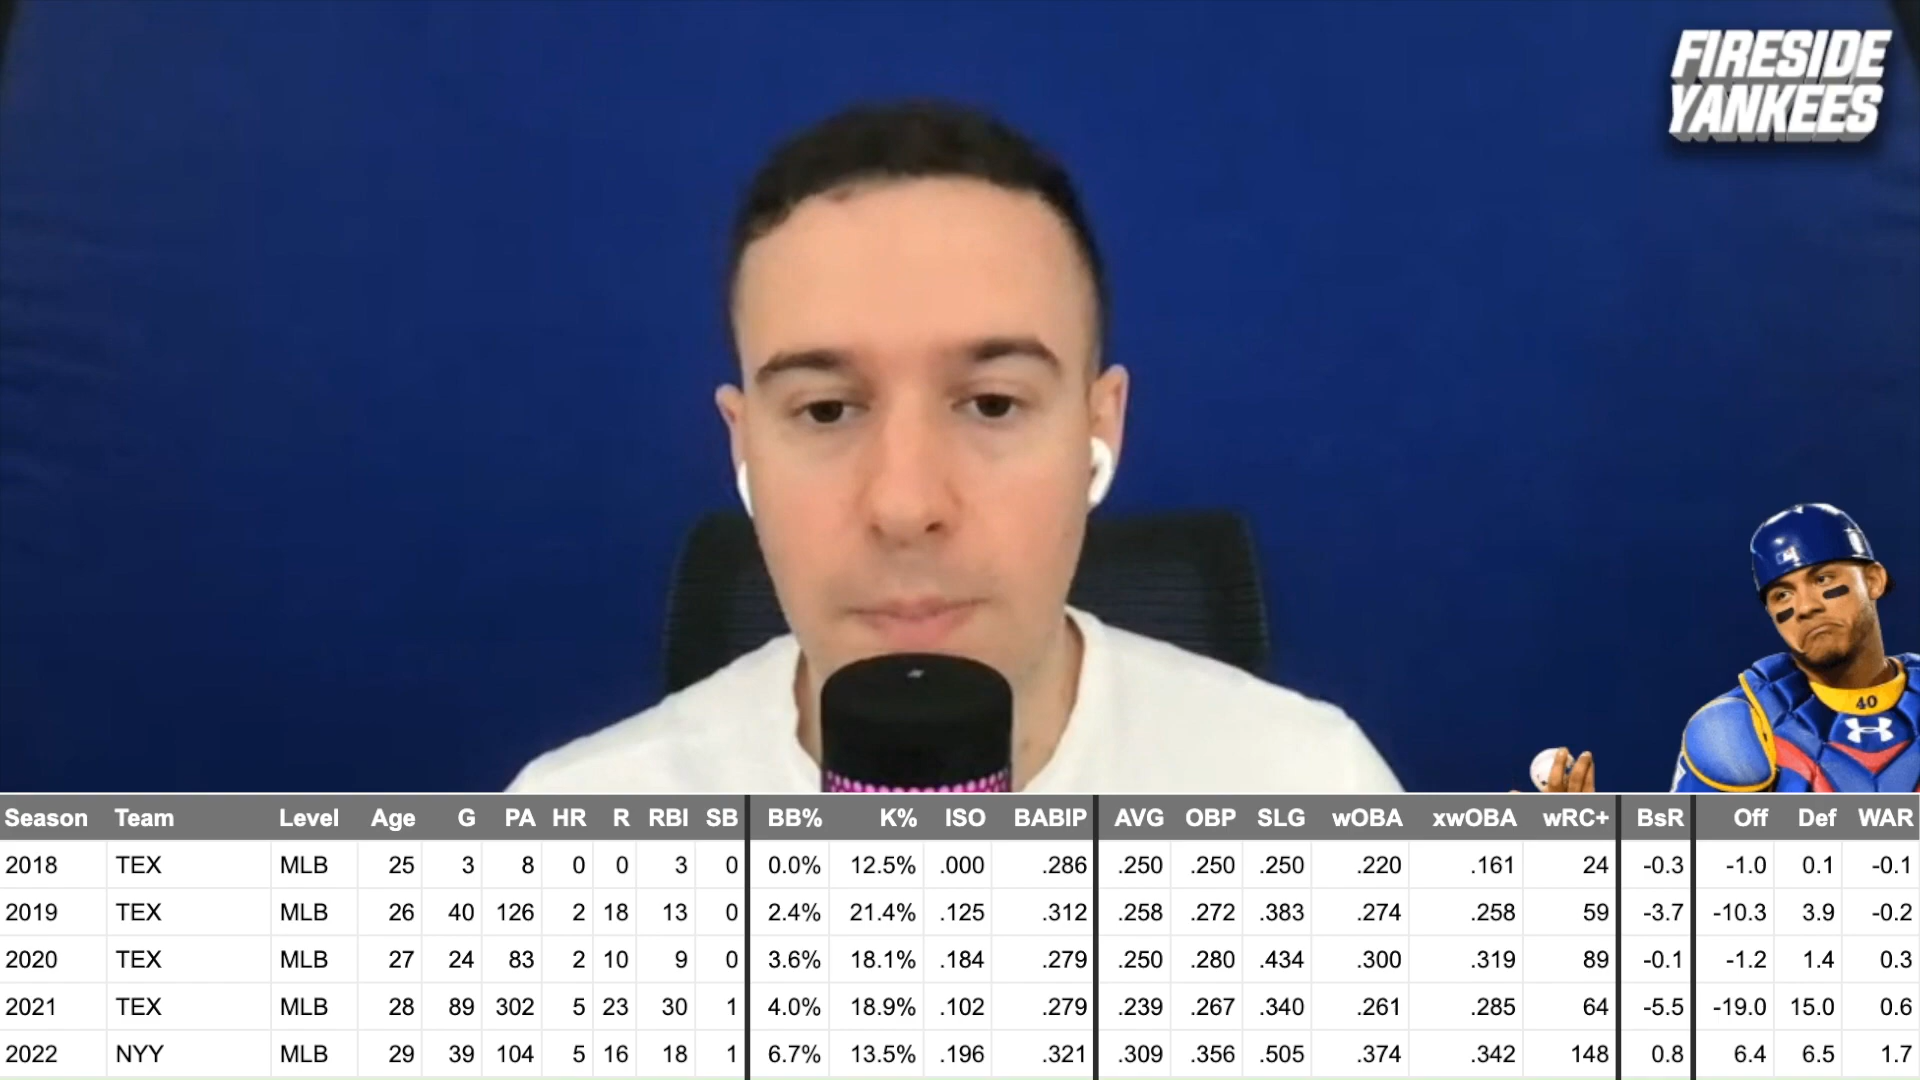 FIRESIDE
YANKEES
40
Season Team Level Age G PA HR R RBI SB BB% K% ISO BABIP AVG OBP SLG wOBA xwOBA wRC+ BsR Off Def WAR
2018 TEX MLB 25 3 8 0 0 3 0 0.0% 12.5% .000 .286 .250 .250 .250 .220 .161 24 -0.3 -1.0 0.1 -0.1
2019 TEX MLB 26 40 126 2 18 13 0 2.4% 21.4% .125 .312 .258 .272 .383 .274 .258 59 -3.7 -10.3 3.9 -0.2
2020 TEX MLB 27 24 83 2 10 9 0 3.6% 18.1% .184 .279 .250 .280 .434 .300 .319 89 -0.1 -1.2 1.4 0.3
2021 TEX MLB 28 89 302 5 23 30 1 4.0% 18.9% .102 .279 .239 .267 .340 .261 .285 64 -5.5 -19.0 15.0 0.6
2022 NYY MLB 29 39 104 5 16 18 1 6.7% 13.5% .196 .321 .309 .356 .505 .374 .342 148 0.8 6.4 6.5 1.7